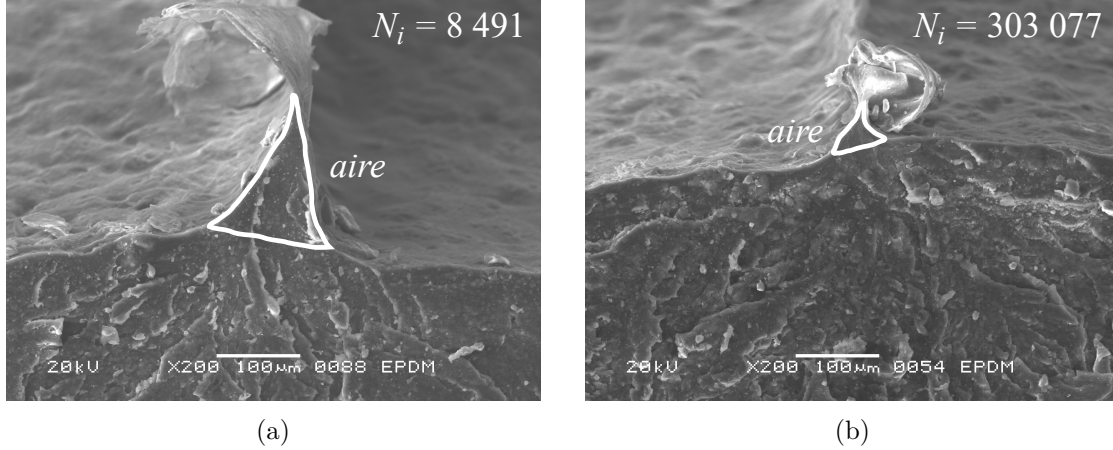 N_i = 8 491
aire
20kV X200 100μm 0088 EPDM
(a)
N_i = 303 077
aire
20kV X200 100μm 0054 EPDM
(b)